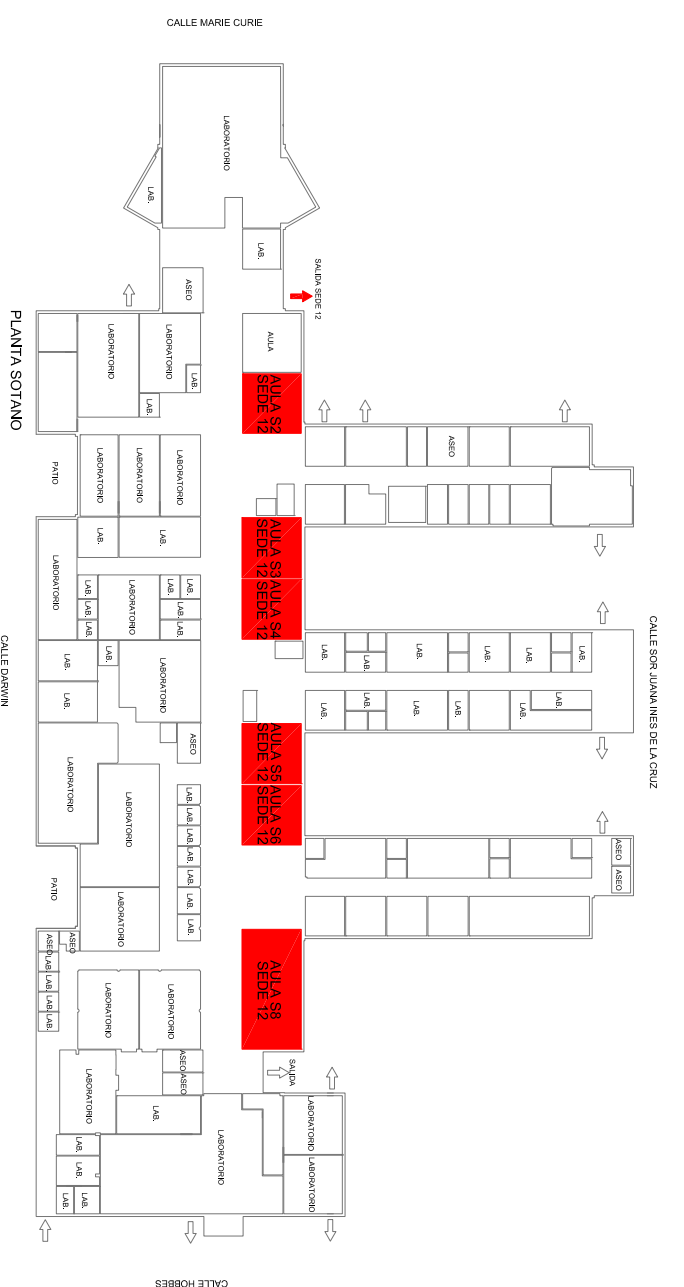 CALLE MARIE CURIE
LABORATORIO
LAB.
LAB.
ASEO
SALIDA SEDE 12
PLANTA SOTANO
LABORATORIO
LABORATORIO
LAB.
LAB.
AULA
AULA S2
SEDE 12
ASEO
PATIO
LABORATORIO
LABORATORIO
LABORATORIO
LAB.
LAB.
LABORATORIO
AULA S3
SEDE 12
AULA S4
SEDE 12
LAB.
LAB.
LAB.
LABORATORIO
LAB.
LAB.
LAB.
LAB.
LAB.
LAB.
LAB.
LAB.
LAB.
LAB.
LAB.
CALLE SOR JUANA INES DE LA CRUZ
CALLE DARWIN
LAB.
LAB.
LAB.
LABORATORIO
LAB.
LAB.
LAB.
LAB.
LAB.
LAB.
ASEO
AULA S5
SEDE 12
AULA S6
SEDE 12
LABORATORIO
LABORATORIO
LAB.
LAB.
LAB.
LAB.
LAB.
LAB.
LAB.
ASEO
ASEO
PATIO
LABORATORIO
ASEO
ASEO
LAB.
LAB.
LAB.
LAB.
AULA S8
SEDE 12
LABORATORIO
LABORATORIO
ASEO
ASEO
SALIDA
LABORATORIO
LAB.
LABORATORIO
LABORATORIO
LABORATORIO
LAB.
LAB.
LAB.
LAB.
CALLE HOBBES